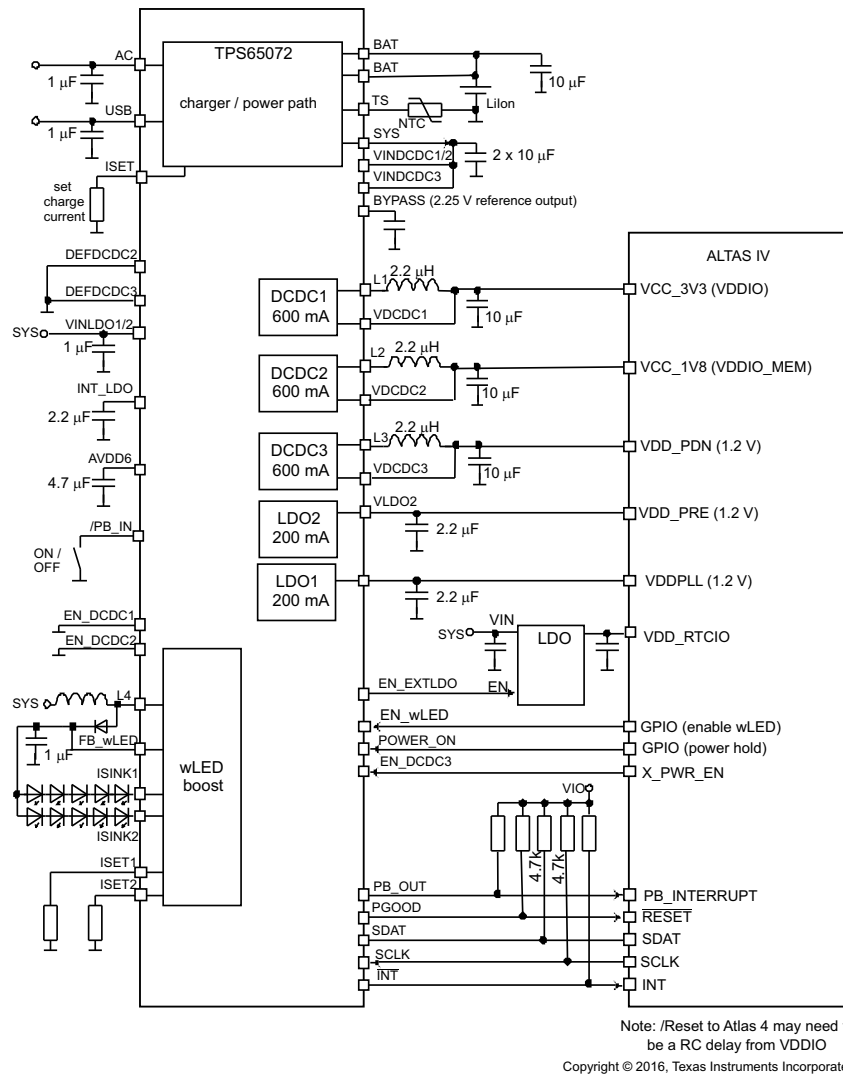 TPS65072
charger / power path
AC
1 µF
USB
1 µF
ISET
set
charge
current
BAT
BAT
10 µF
TS
LiIon
NTC
SYS
2 x 10 µF
VINDCDC1/2
VINDCDC3
BYPASS (2.25 V reference output)
DEFDCDC2
DEFDCDC3
SYS
VINLDO1/2
1 µF
INT_LDO
2.2 µF
AVDD6
4.7 µF
/PB_IN
ON /
OFF
EN_DCDC1
EN_DCDC2
ALTAS IV
DCDC1
600 mA
L1
2.2 µH
VDCDC1
10 µF
VCC_3V3 (VDDIO)
DCDC2
600 mA
L2
2.2 µH
VDCDC2
10 µF
VCC_1V8 (VDDIO_MEM)
DCDC3
600 mA
L3
2.2 µH
VDCDC3
10 µF
VDD_PDN (1.2 V)
LDO2
200 mA
VLDO2
2.2 µF
VDD_PRE (1.2 V)
LDO1
200 mA
2.2 µF
VDDPLL (1.2 V)
SYS
VIN
LDO
VDD_RTCIO
EN_EXTLDO
EN
SYS
L4
FB_wLED
1 µF
wLED
boost
ISINK1
ISINK2
ISET1
ISET2
EN_wLED
GPIO (enable wLED)
POWER_ON
GPIO (power hold)
EN_DCDC3
X_PWR_EN
VIO
4.7k
4.7k
PB_OUT
PB_INTERRUPT
PGOOD
RESET
SDAT
SDAT
SCLK
SCLK
INT
INT
Note: /Reset to Atlas 4 may need
be a RC delay from VDDIO
Copyright © 2016, Texas Instruments Incorporate